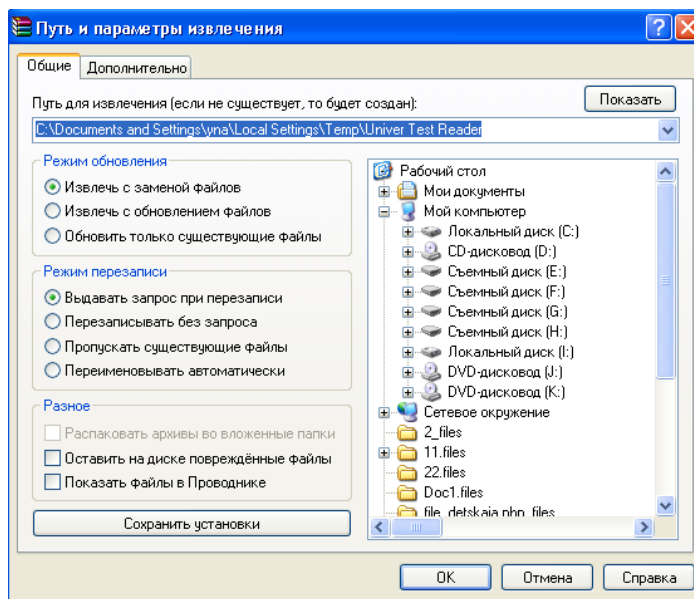 Путь и параметры извлечения
Общие
Дополнительно
Путь для извлечения (если не существует, то будет создан):
Показать
C:\Documents and Settings\yna\Local Settings\Temp\Univer Test Reader
Режим обновления
Извлечь с заменой файлов
Извлечь с обновлением файлов
Обновить только существующие файлы
Режим перезаписи
Выдавать запрос при перезаписи
Перезаписывать без запроса
Пропускать существующие файлы
Переименовывать автоматически
Разное
Распаковать архивы во вложенные папки
Оставить на диске повреждённые файлы
Показать файлы в Проводнике
Сохранить установки
Рабочий стол
Мои документы
Мой компьютер
Локальный диск (C:)
CD-дисковод (D:)
Съемный диск (E:)
Съемный диск (F:)
Съемный диск (G:)
Съемный диск (H:)
Локальный диск (I:)
DVD-дисковод (J:)
DVD-дисковод (K:)
Сетевое окружение
2_files
11.files
22.files
Doc1.files
file_detskaja.php_files
OK
Отмена
Справка